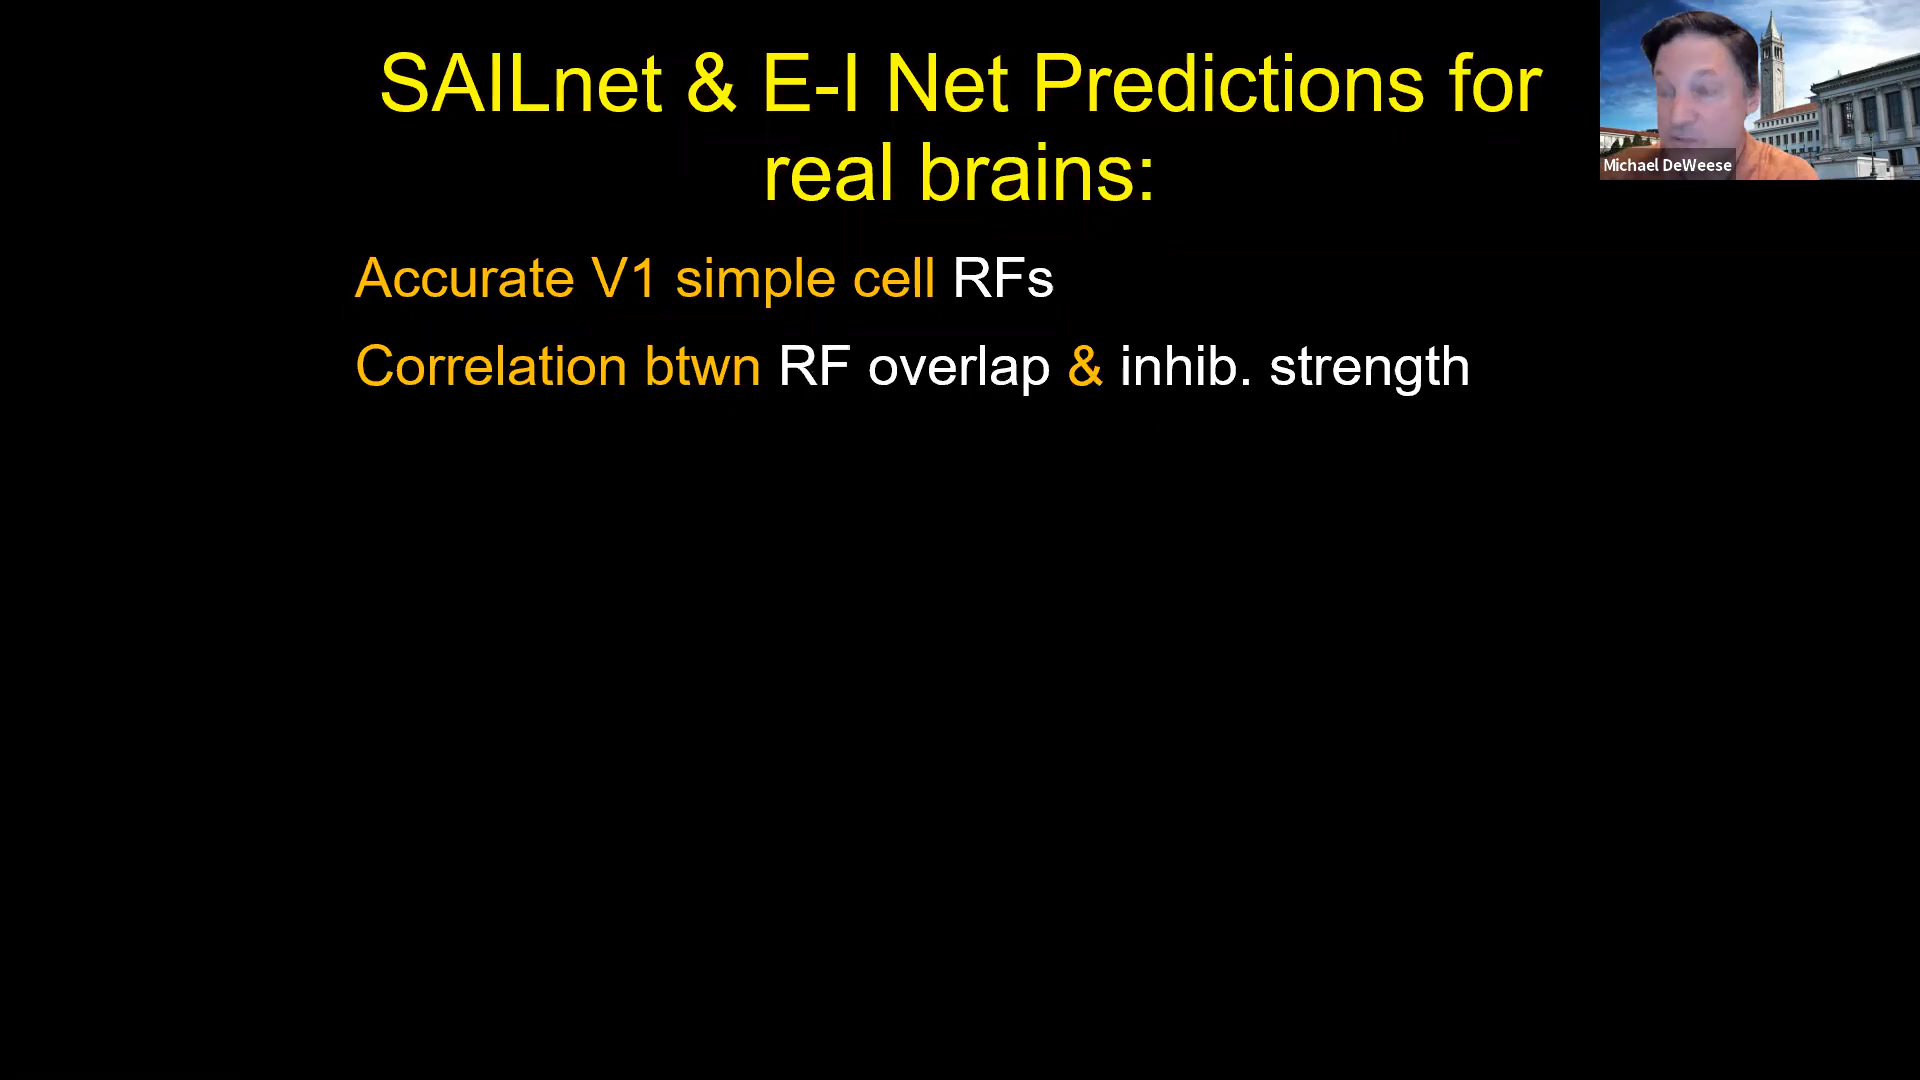 SAILnet & E-I Net Predictions for
real brains:
Michael DeWeese
Accurate V1 simple cell RFs
Correlation btwn RF overlap & inhib. strength